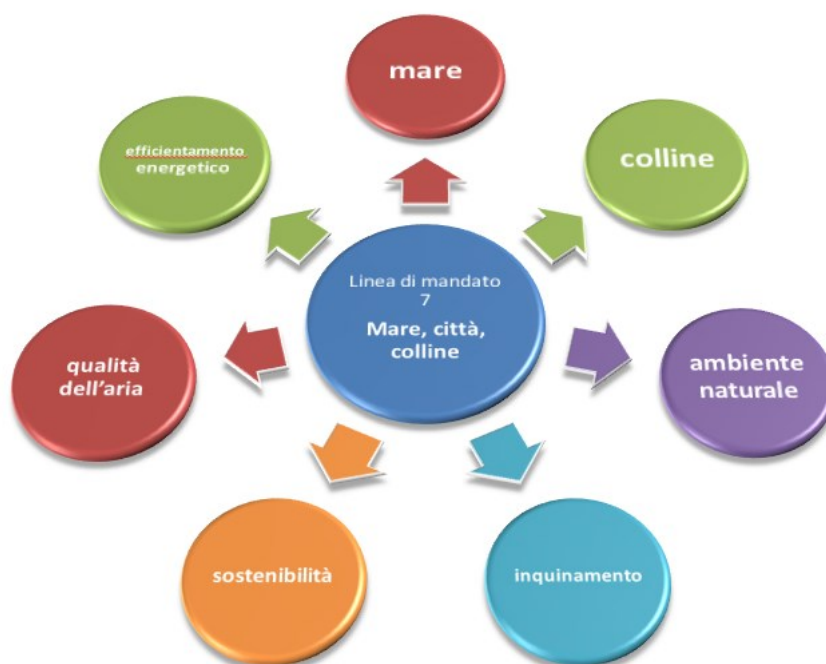 mare
colline
ambiente
naturale
inquinamento
sostenibilità
qualità
dell’aria
efficientamento
energetico
Linea di mandato
7
Mare, città,
colline